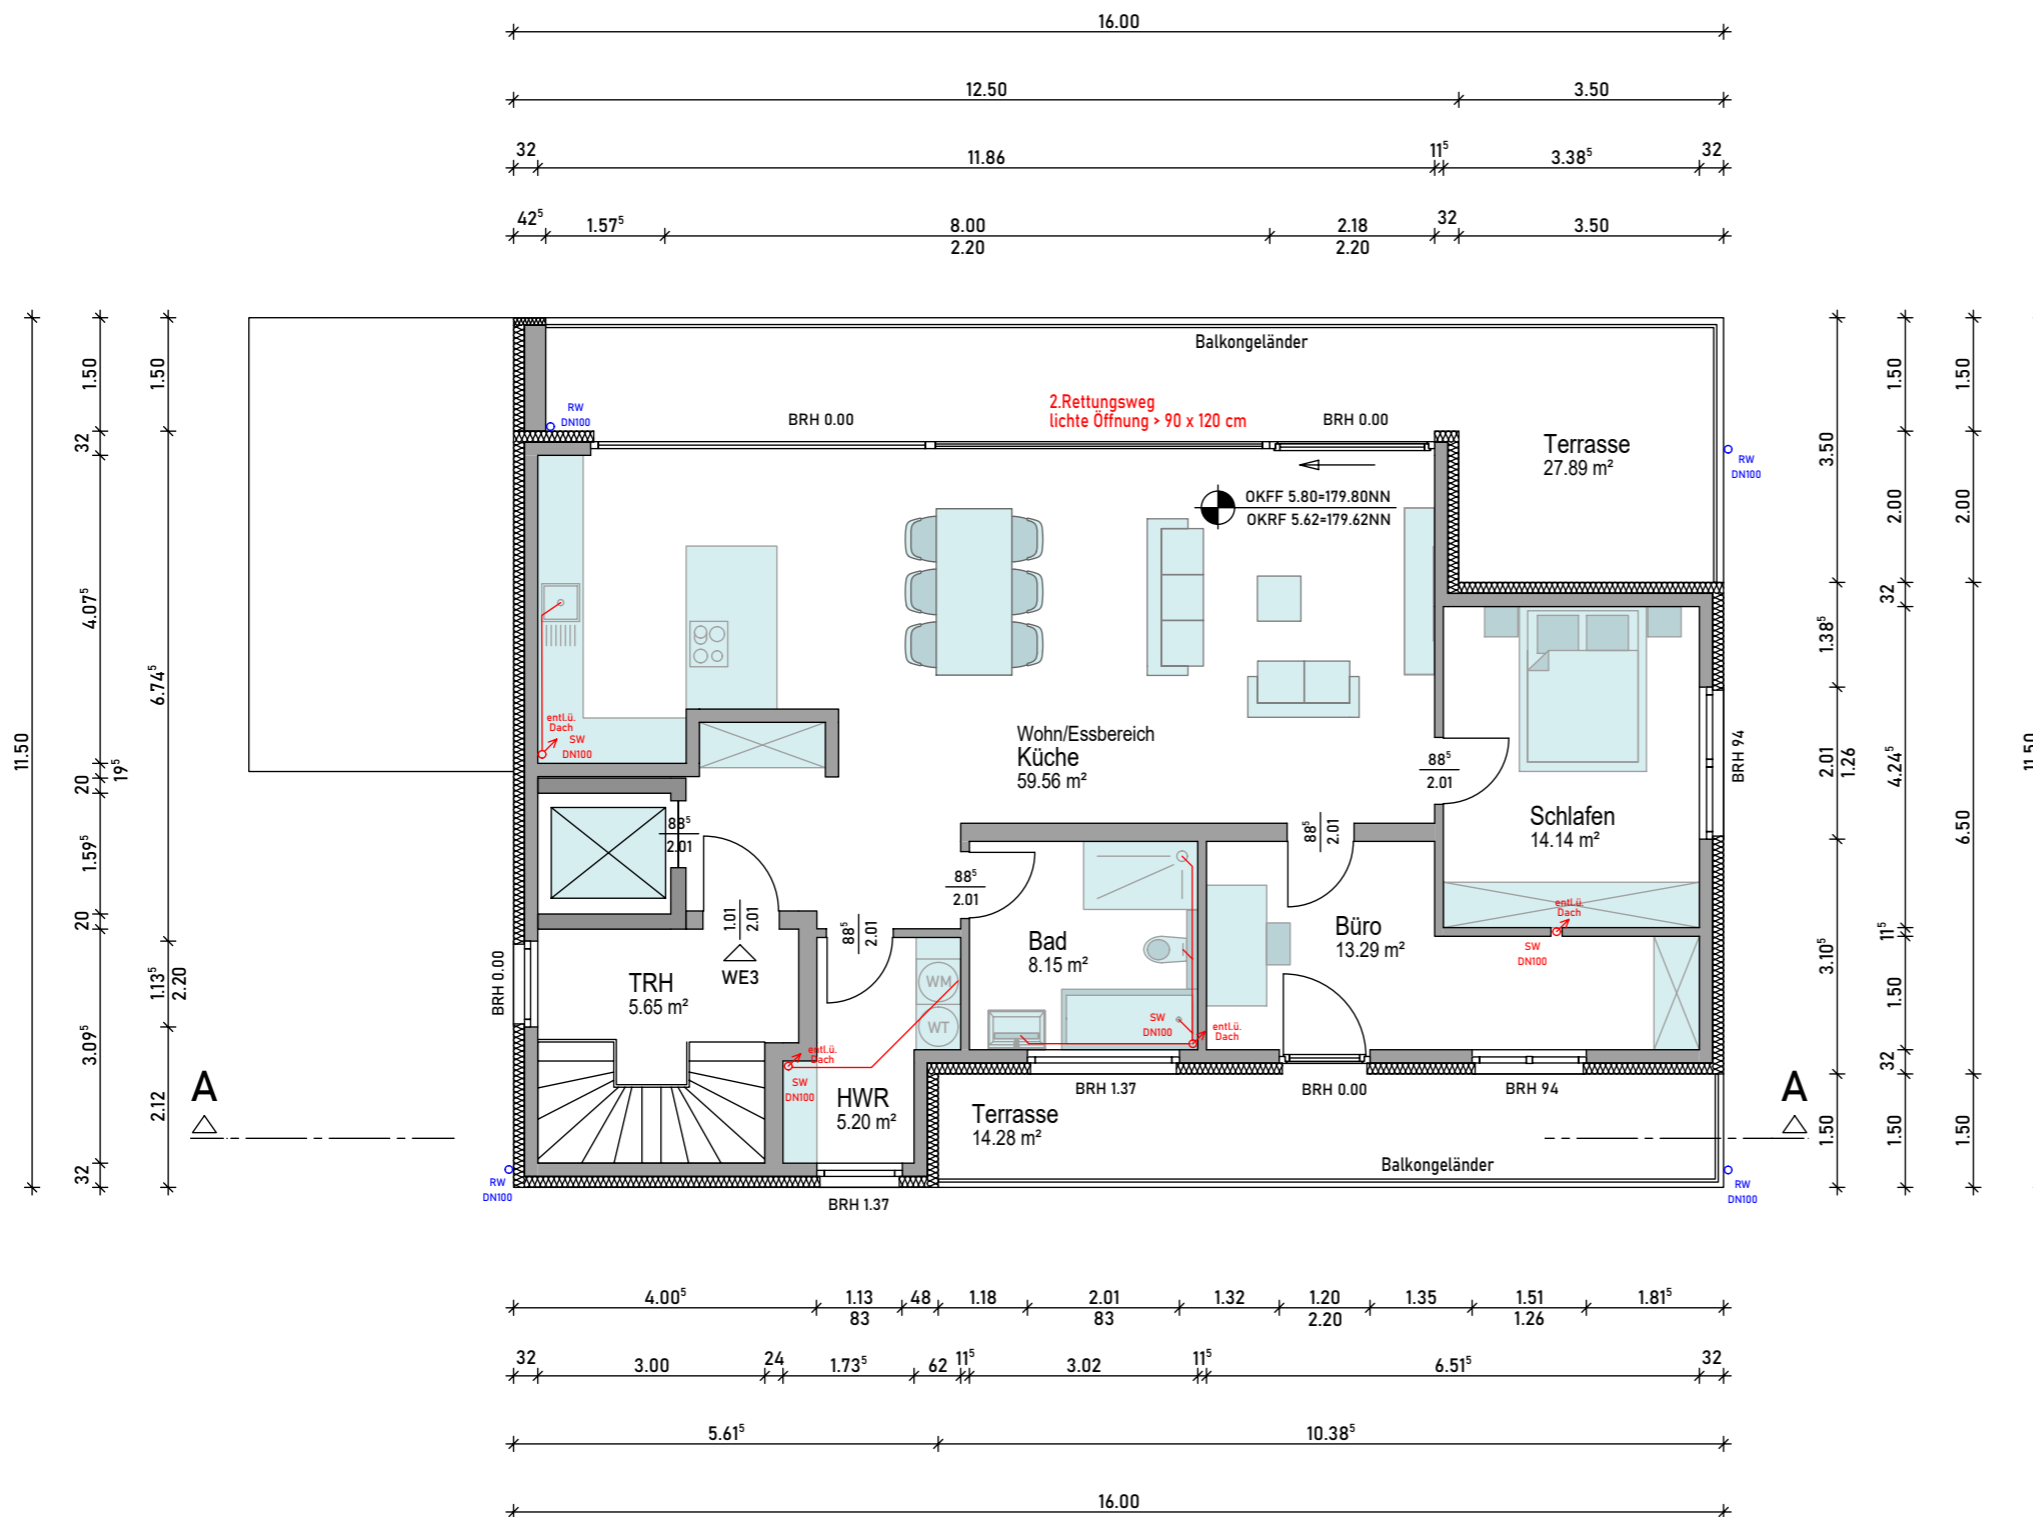 16.00
12.50 3.50
32 11.86 11⁵ 3.38⁵ 32
42⁵ 1.57⁵ 8.00 2.18 32 3.50
2.20 2.20
Balkongeländer
RW
DN100
BRH 0.00
2.Rettungsweg
lichte Öffnung > 90 x 120 cm
BRH 0.00
Terrasse
27.89 m²
RW
DN100
OKFF 5.80=179.80NN
OKRF 5.62=179.62NN
entl.ü.
Dach
SW
DN100
Wohn/Essbereich
Küche
59.56 m²
88⁵
2.01
Schlafen
14.14 m²
BRH 94
88⁵
2.01
88⁵
2.01
88⁵
2.01
1.01
2.01
WE3
88⁵
2.01
BRH 0.00
TRH
5.65 m²
WM
WT
Bad
8.15 m²
Büro
13.29 m²
entl.ü.
Dach
SW
DN100
SW
DN100
entl.ü.
Dach
entl.ü.
Dach
SW
DN100
HWR
5.20 m²
BRH 1.37
BRH 0.00
BRH 94
Terrasse
14.28 m²
Balkongeländer
A
A
RW
DN100
RW
DN100
BRH 1.37
11.50
1.50
32
4.07⁵
20
19⁵
1.59⁵
20
3.09⁵
32
1.50
6.74⁵
1.13⁵
2.20
2.12
3.50
1.38⁵
2.01
1.26
3.10⁵
1.50
1.50
2.00
32
4.24⁵
11⁵
1.50
32
1.50
1.50
2.00
6.50
1.50
11.50
4.00⁵ 1.13 48 1.18 2.01 1.32 1.20 1.35 1.51 1.81⁵
83 83 2.20 1.26
32 3.00 24 1.73⁵ 62 11⁵ 3.02 11⁵ 6.51⁵ 32
5.61⁵ 10.38⁵
16.00